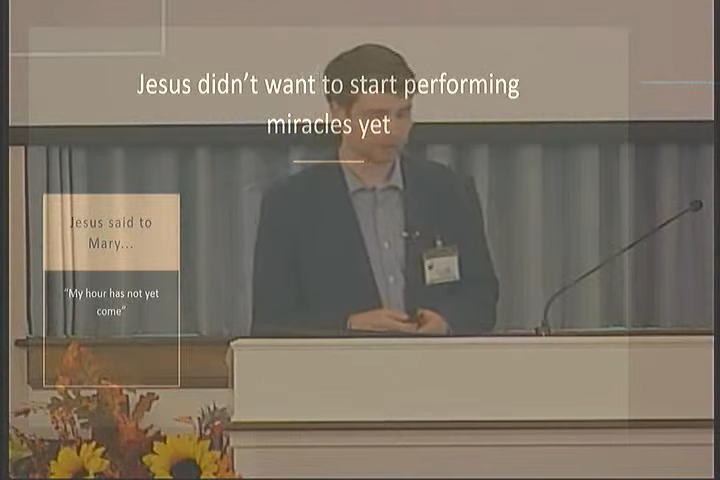 Jesus didn't want to start performing
miracles yet
Jesus said to
Mary...
"My hour has not yet
come"